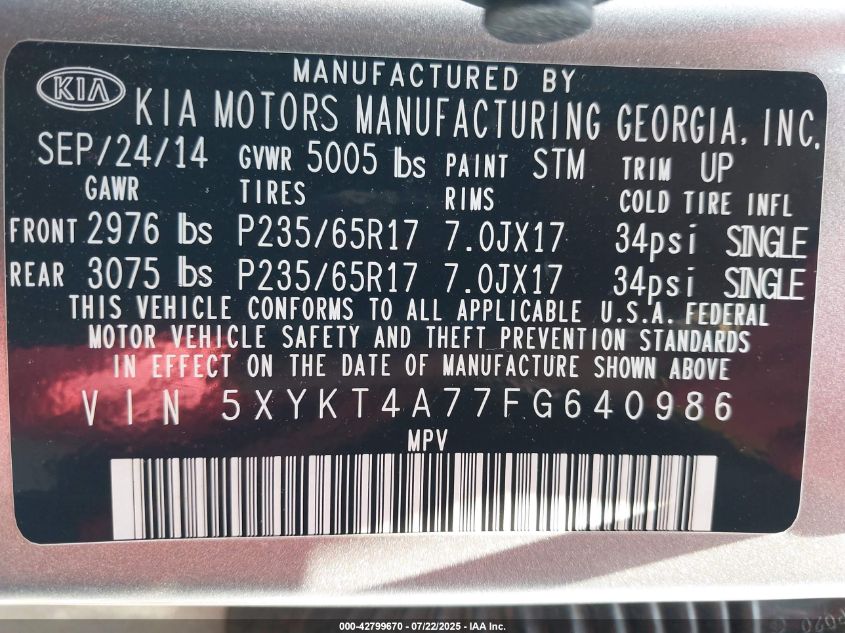 MANUFACTURED BY
KIA KIA MOTORS MANUFACTURING GEORGIA, INC.
SEP/24/14 GVWR 5005 lbs PAINT STM TRIM UP
GAWR TIRES RIMS COLD TIRE INFL
FRONT 2976 lbs P235/65R17 7.0JX17 34psi SINGLE
REAR 3075 lbs P235/65R17 7.0JX17 34psi SINGLE
THIS VEHICLE CONFORMS TO ALL APPLICABLE U.S.A. FEDERAL
MOTOR VEHICLE SAFETY AND THEFT PREVENTION STANDARDS
IN EFFECT ON THE DATE OF MANUFACTURE SHOWN ABOVE
VIN 5XYKT4A77FG640986
MPV
000-42799670 - 07/22/2025 - IAA Inc.